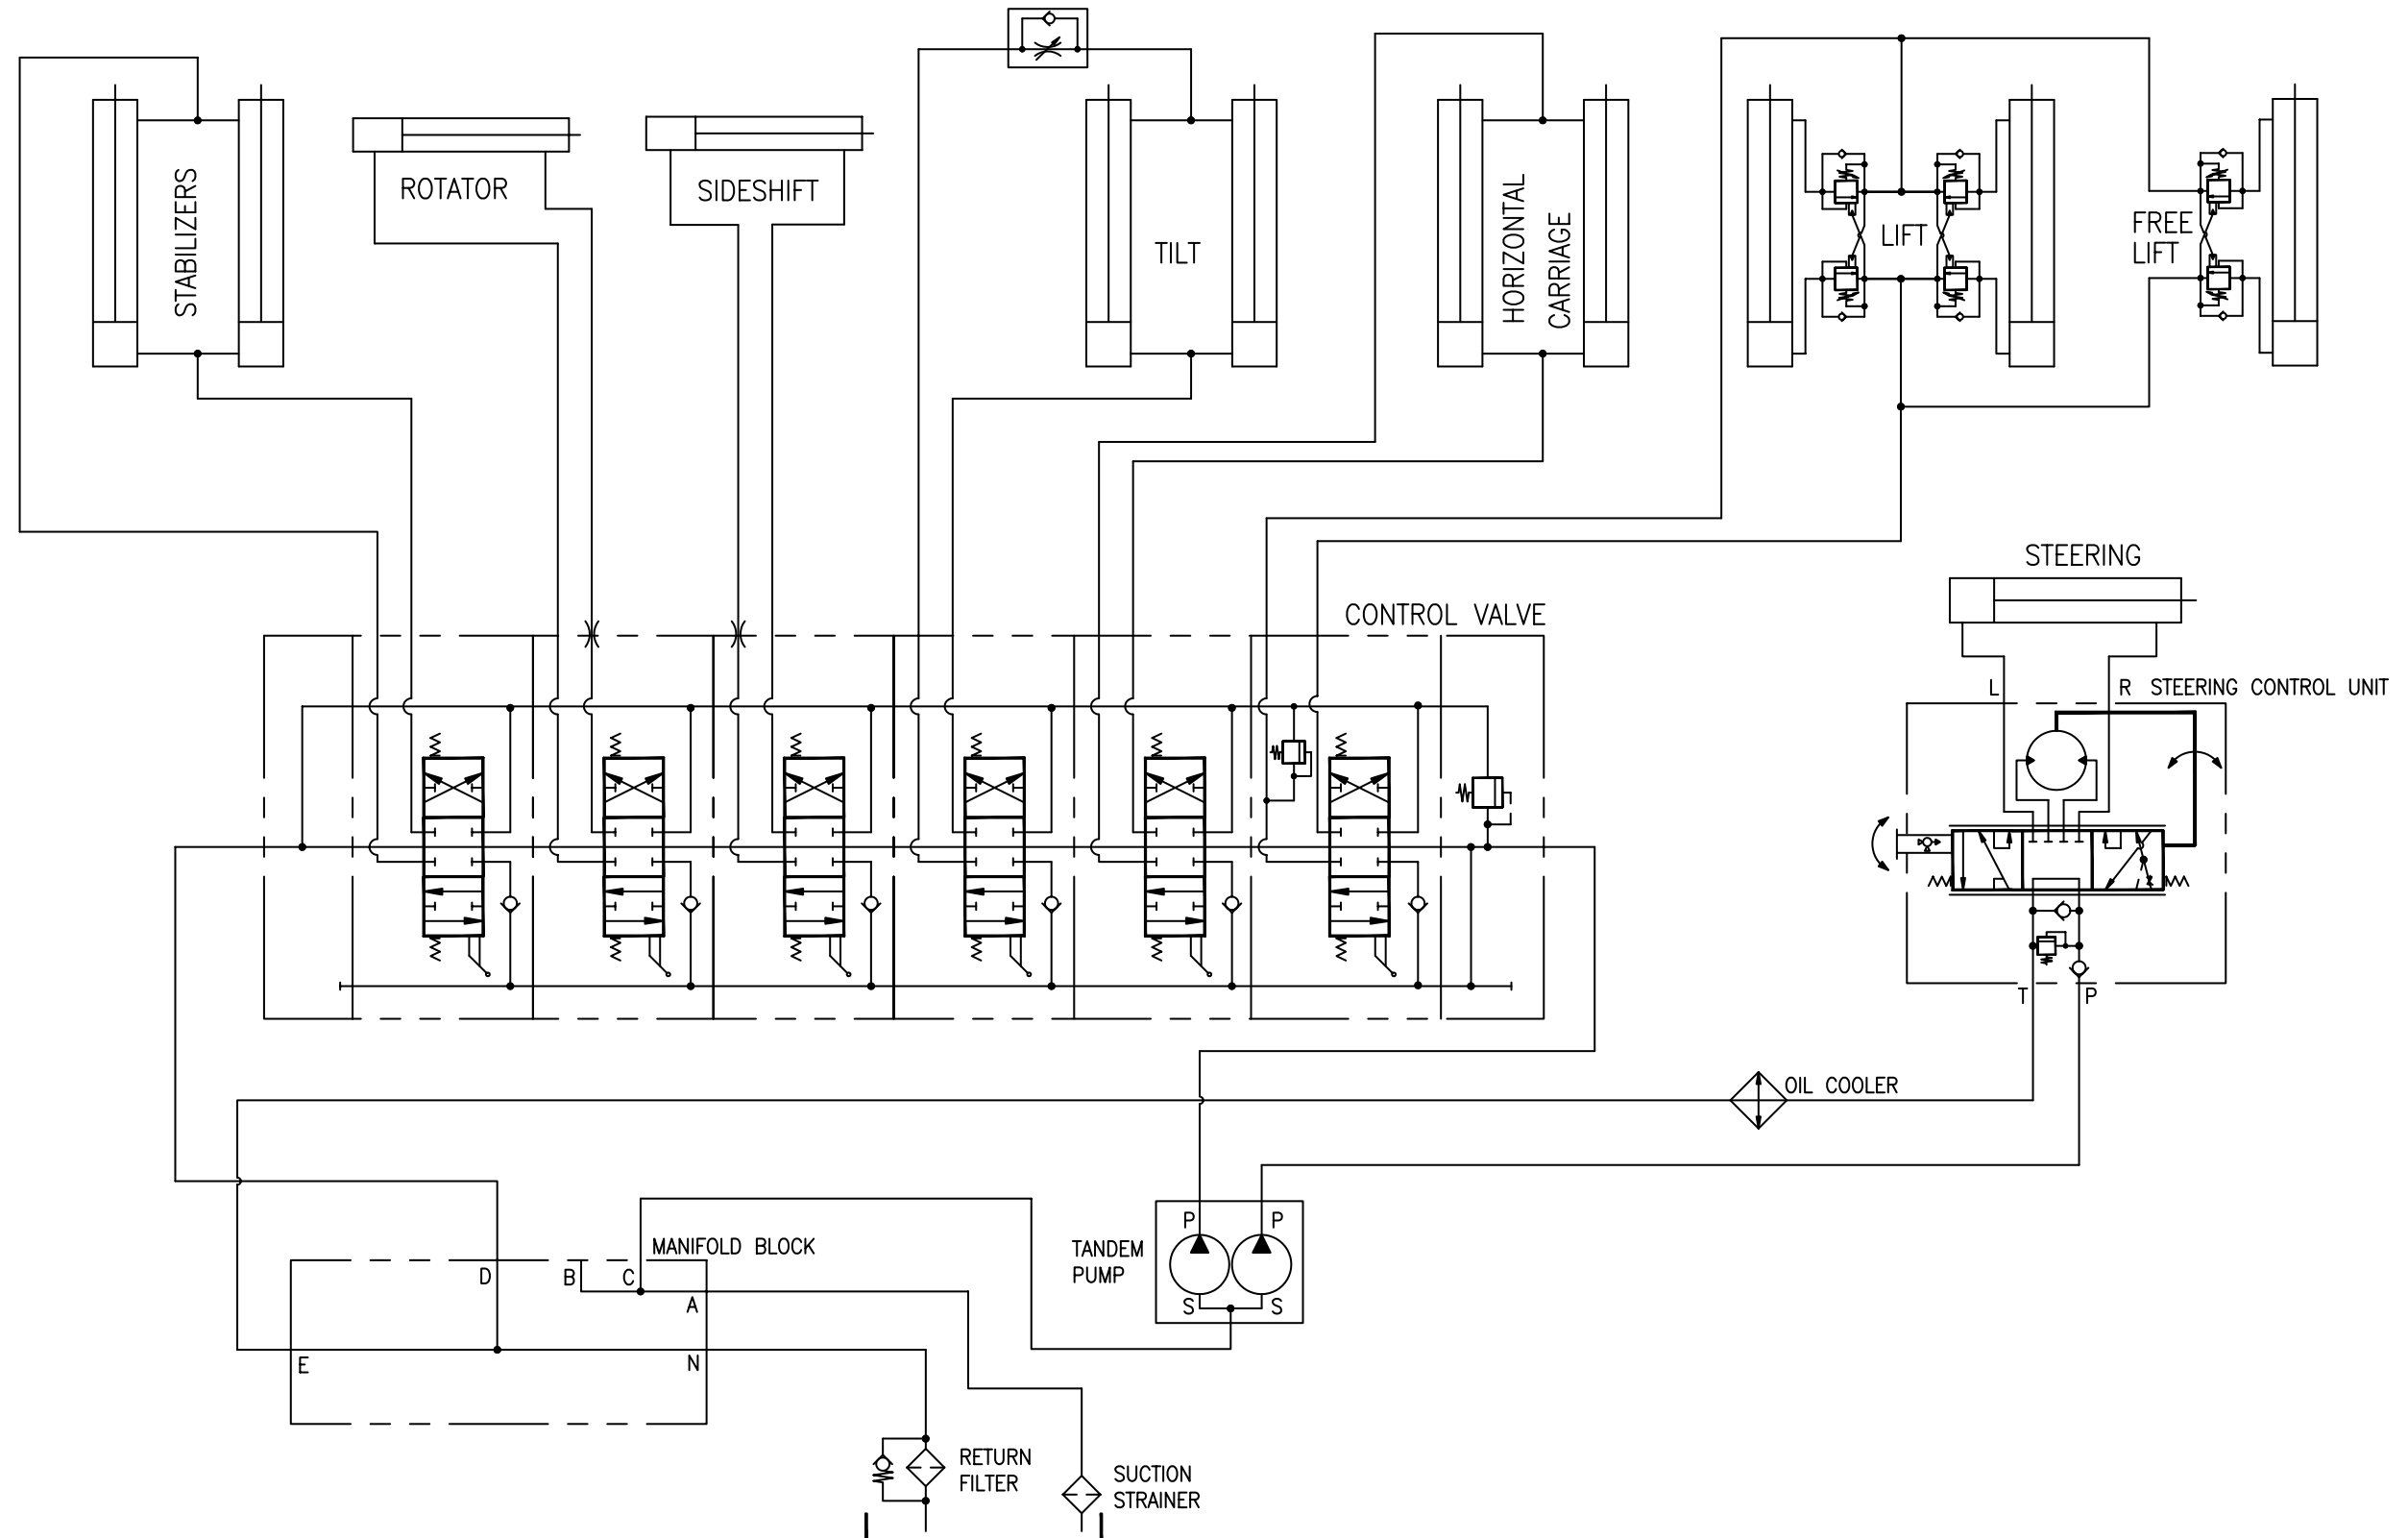 STABILIZERS
ROTATOR
SIDESHIFT
TILT
HORIZONTAL
CARRIAGE
LIFT
FREE
LIFT
STEERING
CONTROL VALVE
L
R
STEERING CONTROL UNIT
T
P
OIL COOLER
MANIFOLD BLOCK
D
B
C
A
E
N
TANDEM
PUMP
P
P
S
S
RETURN
FILTER
SUCTION
STRAINER